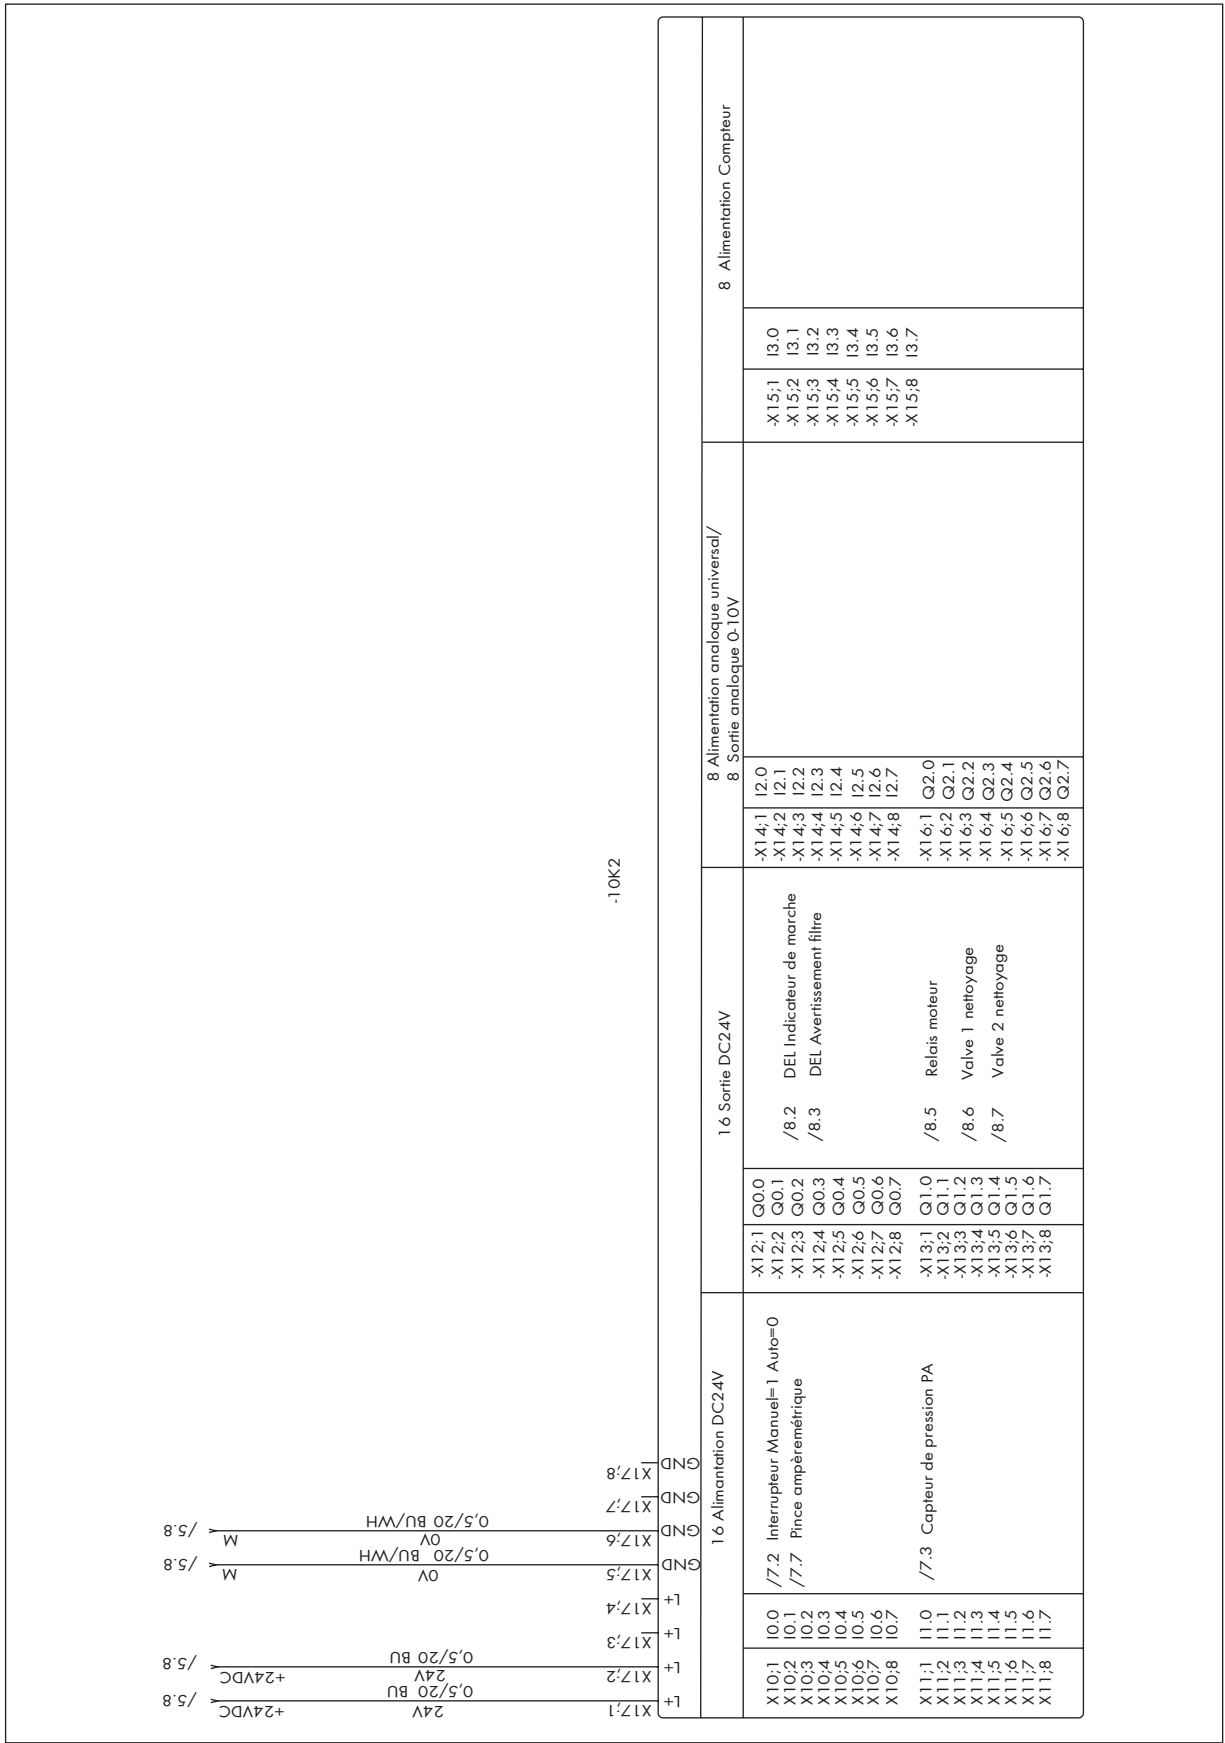 -10K2
/5.8 +24VDC 24V 0,5/20 BU X17;1 L+
/5.8 +24VDC 24V 0,5/20 BU X17;2 L+
X17;3 L+
X17;4 L+
/5.8 M 0V 0,5/20 BU/WH X17;5 GND
/5.8 M 0V 0,5/20 BU/WH X17;6 GND
X17;7 GND
X17;8 GND
16 Alimantation DC24V
X10;1 I0.0 /7.2 Interrupteur Manuel=1 Auto=0
X10;2 I0.1 /7.7 Pince ampèremétrique
X10;3 I0.2
X10;4 I0.3
X10;5 I0.4
X10;6 I0.5
X10;7 I0.6
X10;8 I0.7
X11;1 I1.0 /7.3 Capteur de pression PA
X11;2 I1.1
X11;3 I1.2
X11;4 I1.3
X11;5 I1.4
X11;6 I1.5
X11;7 I1.6
X11;8 I1.7
16 Sortie DC24V
-X12;1 Q0.0
-X12;2 Q0.1
-X12;3 Q0.2 /8.2 DEL Indicateur de marche
-X12;4 Q0.3 /8.3 DEL Avertissement filtre
-X12;5 Q0.4
-X12;6 Q0.5
-X12;7 Q0.6
-X12;8 Q0.7
-X13;1 Q1.0 /8.5 Relais moteur
-X13;2 Q1.1
-X13;3 Q1.2 /8.6 Valve 1 nettoyage
-X13;4 Q1.3
-X13;5 Q1.4 /8.7 Valve 2 nettoyage
-X13;6 Q1.5
-X13;7 Q1.6
-X13;8 Q1.7
8 Alimentation analoque universal/
8 Sortie analoque 0-10V
-X14;1 I2.0
-X14;2 I2.1
-X14;3 I2.2
-X14;4 I2.3
-X14;5 I2.4
-X14;6 I2.5
-X14;7 I2.6
-X14;8 I2.7
-X16;1 Q2.0
-X16;2 Q2.1
-X16;3 Q2.2
-X16;4 Q2.3
-X16;5 Q2.4
-X16;6 Q2.5
-X16;7 Q2.6
-X16;8 Q2.7
8 Alimentation Compteur
-X15;1 I3.0
-X15;2 I3.1
-X15;3 I3.2
-X15;4 I3.3
-X15;5 I3.4
-X15;6 I3.5
-X15;7 I3.6
-X15;8 I3.7